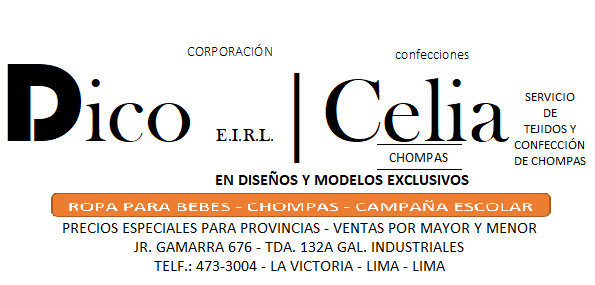 CORPORACIÓN
Dico E.I.R.L.
confecciones
Celia
CHOMPAS
SERVICIO
DE
TEJIDOS Y
CONFECCIÓN
DE CHOMPAS
EN DISEÑOS Y MODELOS EXCLUSIVOS
ROPA PARA BEBES - CHOMPAS - CAMPAÑA ESCOLAR
PRECIOS ESPECIALES PARA PROVINCIAS - VENTAS POR MAYOR Y MENOR
JR. GAMARRA 676 - TDA. 132A GAL. INDUSTRIALES
TELF.: 473-3004 - LA VICTORIA - LIMA - LIMA